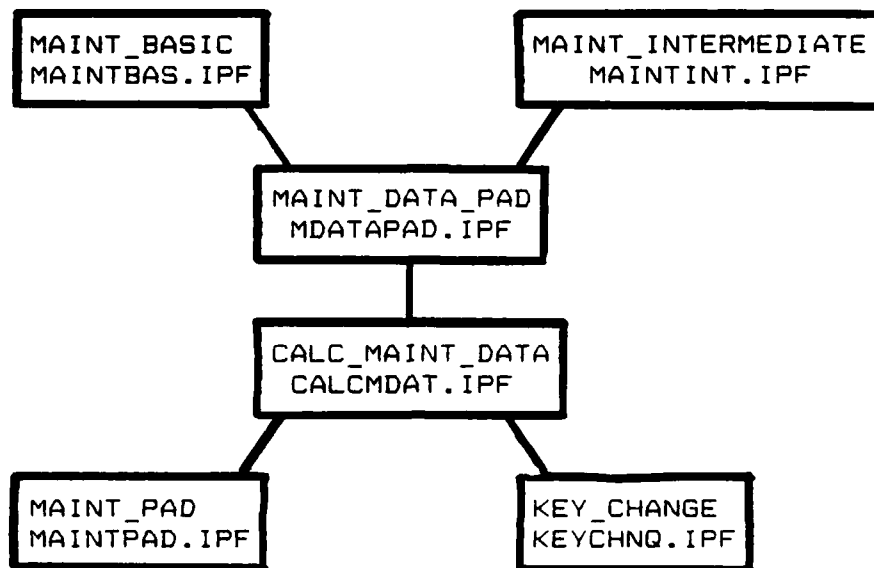 MAINT_BASIC
MAINTBAS.IPF
MAINT_INTERMEDIATE
MAINTINT.IPF
MAINT_DATA_PAD
MDATAPAD.IPF
CALC_MAINT_DATA
CALCMDAT.IPF
MAINT_PAD
MAINTPAD.IPF
KEY_CHANGE
KEYCHNQ.IPF